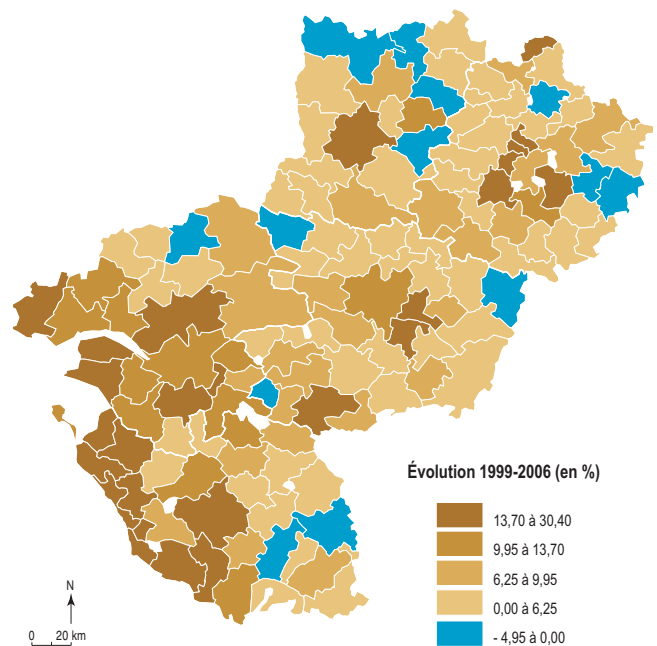 Évolution 1999-2006 (en %)
13,70 à 30,40
9,95 à 13,70
6,25 à 9,95
0,00 à 6,25
- 4,95 à 0,00
N
0 20 km